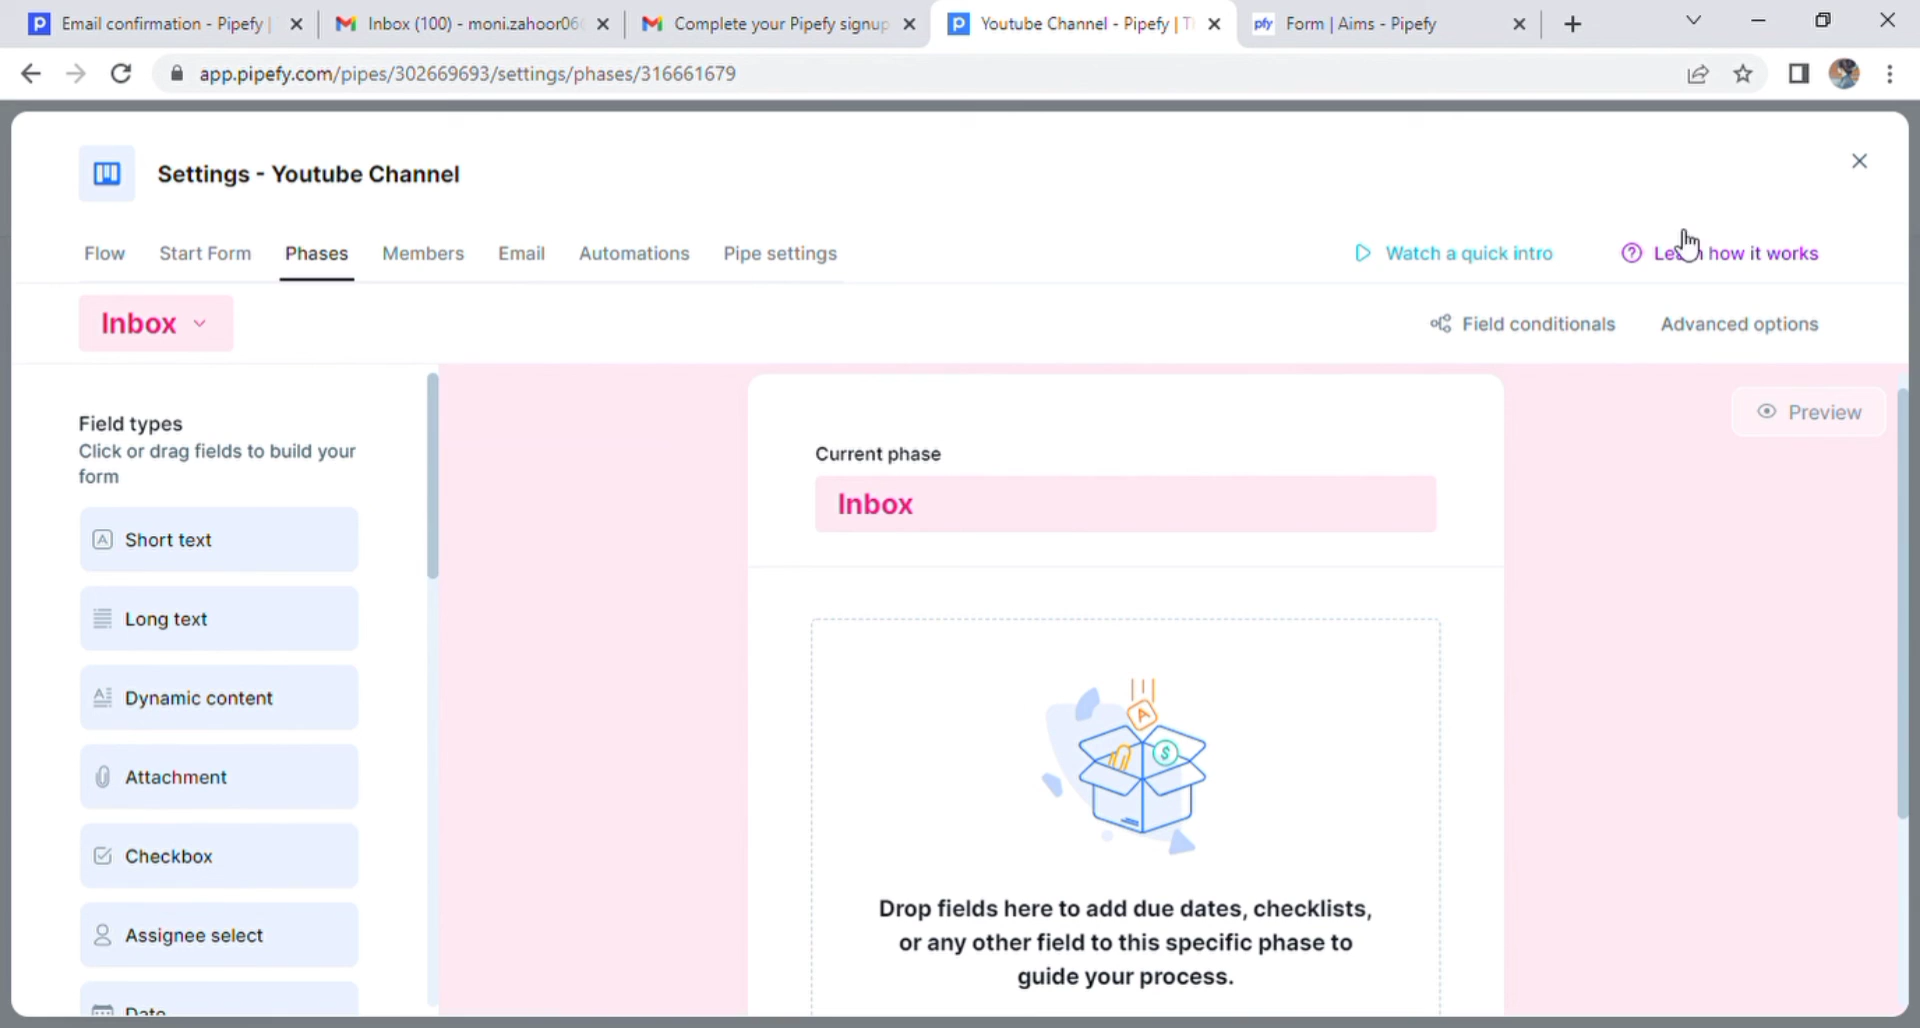 Email confirmation - Pipefy |
Inbox (100) - moni.zahoor06
Complete your Pipefy signup
Youtube Channel - Pipefy | T
pfy Form | Aims - Pipefy
app.pipefy.com/pipes/302669693/settings/phases/316661679
Settings - Youtube Channel
Flow Start Form Phases Members Email Automations Pipe settings
Watch a quick intro
Learn how it works
Inbox
Field conditionals
Advanced options
Field types
Click or drag fields to build your
form
Short text
Long text
Dynamic content
Attachment
Checkbox
Assignee select
Date
Preview
Current phase
Inbox
Drop fields here to add due dates, checklists,
or any other field to this specific phase to
guide your process.